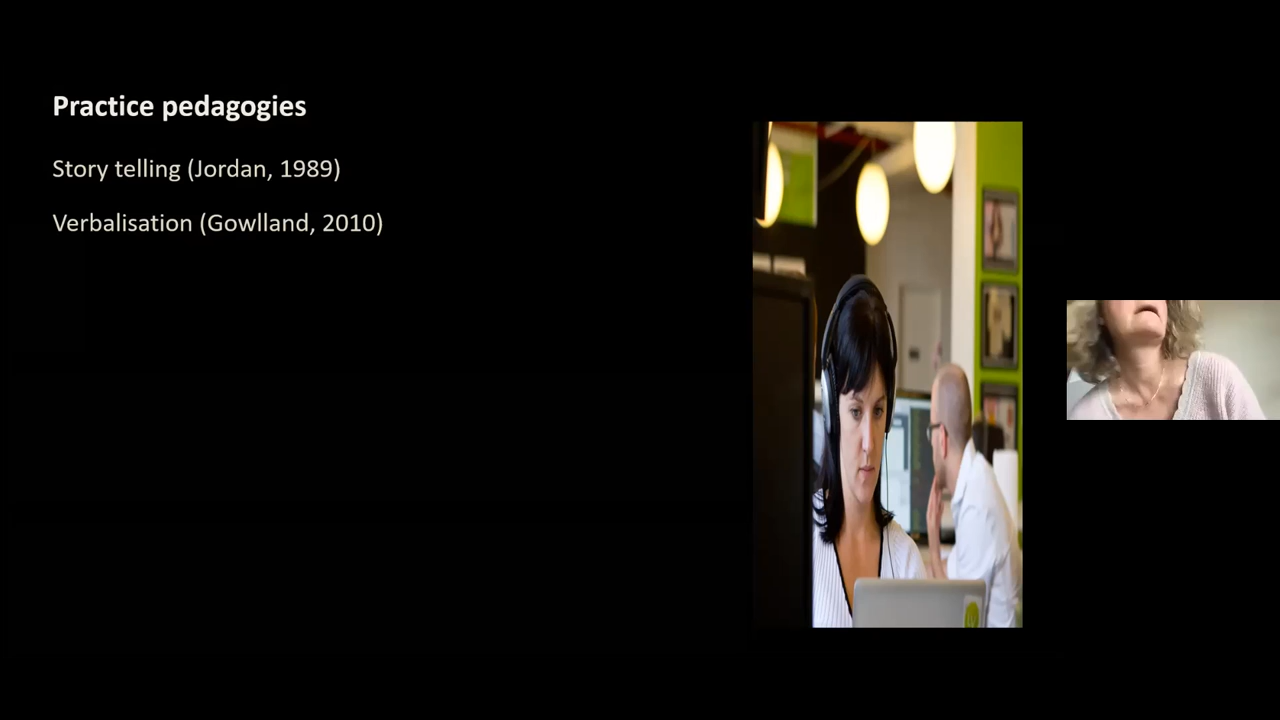 Practice pedagogies
Story telling (Jordan, 1989)
Verbalisation (Gowlland, 2010)